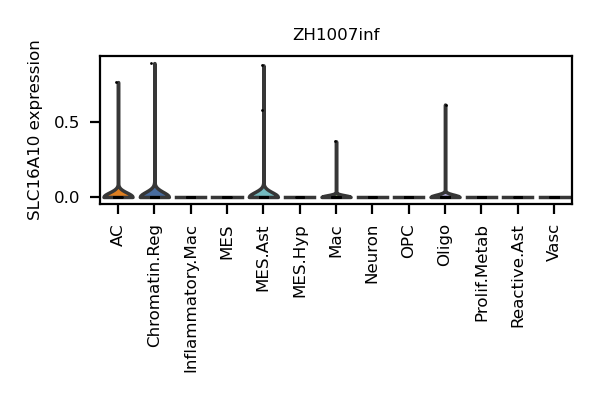 ZH1007inf
SLC16A10 expression
0.5
0.0
AC
Chromatin.Reg
Inflammatory.Mac
MES
MES.Ast
MES.Hyp
Mac
Neuron
OPC
Oligo
Prolif.Metab
Reactive.Ast
Vasc